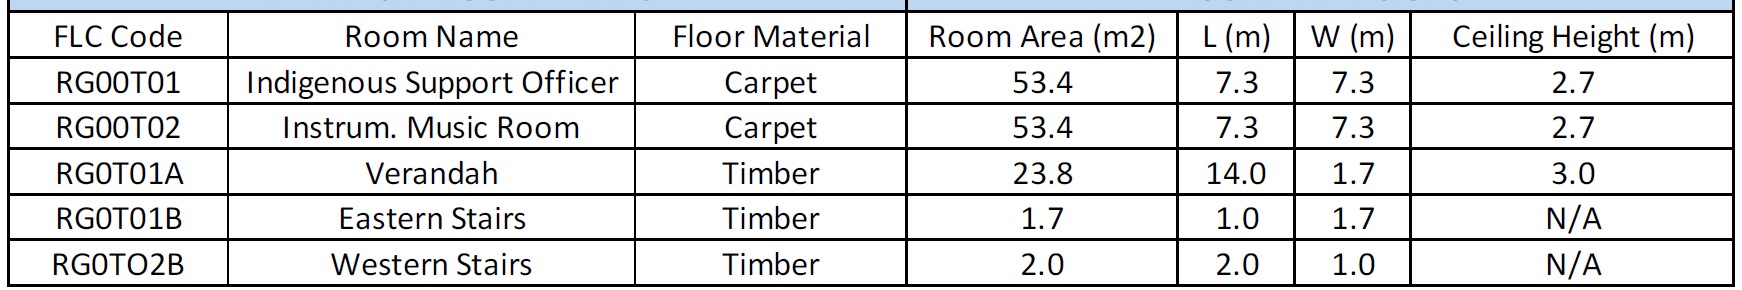 FLC Code Room Name Floor Material Room Area (m2) L (m) W (m) Ceiling Height (m)
RG00T01 Indigenous Support Officer Carpet 53.4 7.3 7.3 2.7
RG00T02 Instrum. Music Room Carpet 53.4 7.3 7.3 2.7
RG0T01A Verandah Timber 23.8 14.0 1.7 3.0
RG0T01B Eastern Stairs Timber 1.7 1.0 1.7 N/A
RG0TO2B Western Stairs Timber 2.0 2.0 1.0 N/A